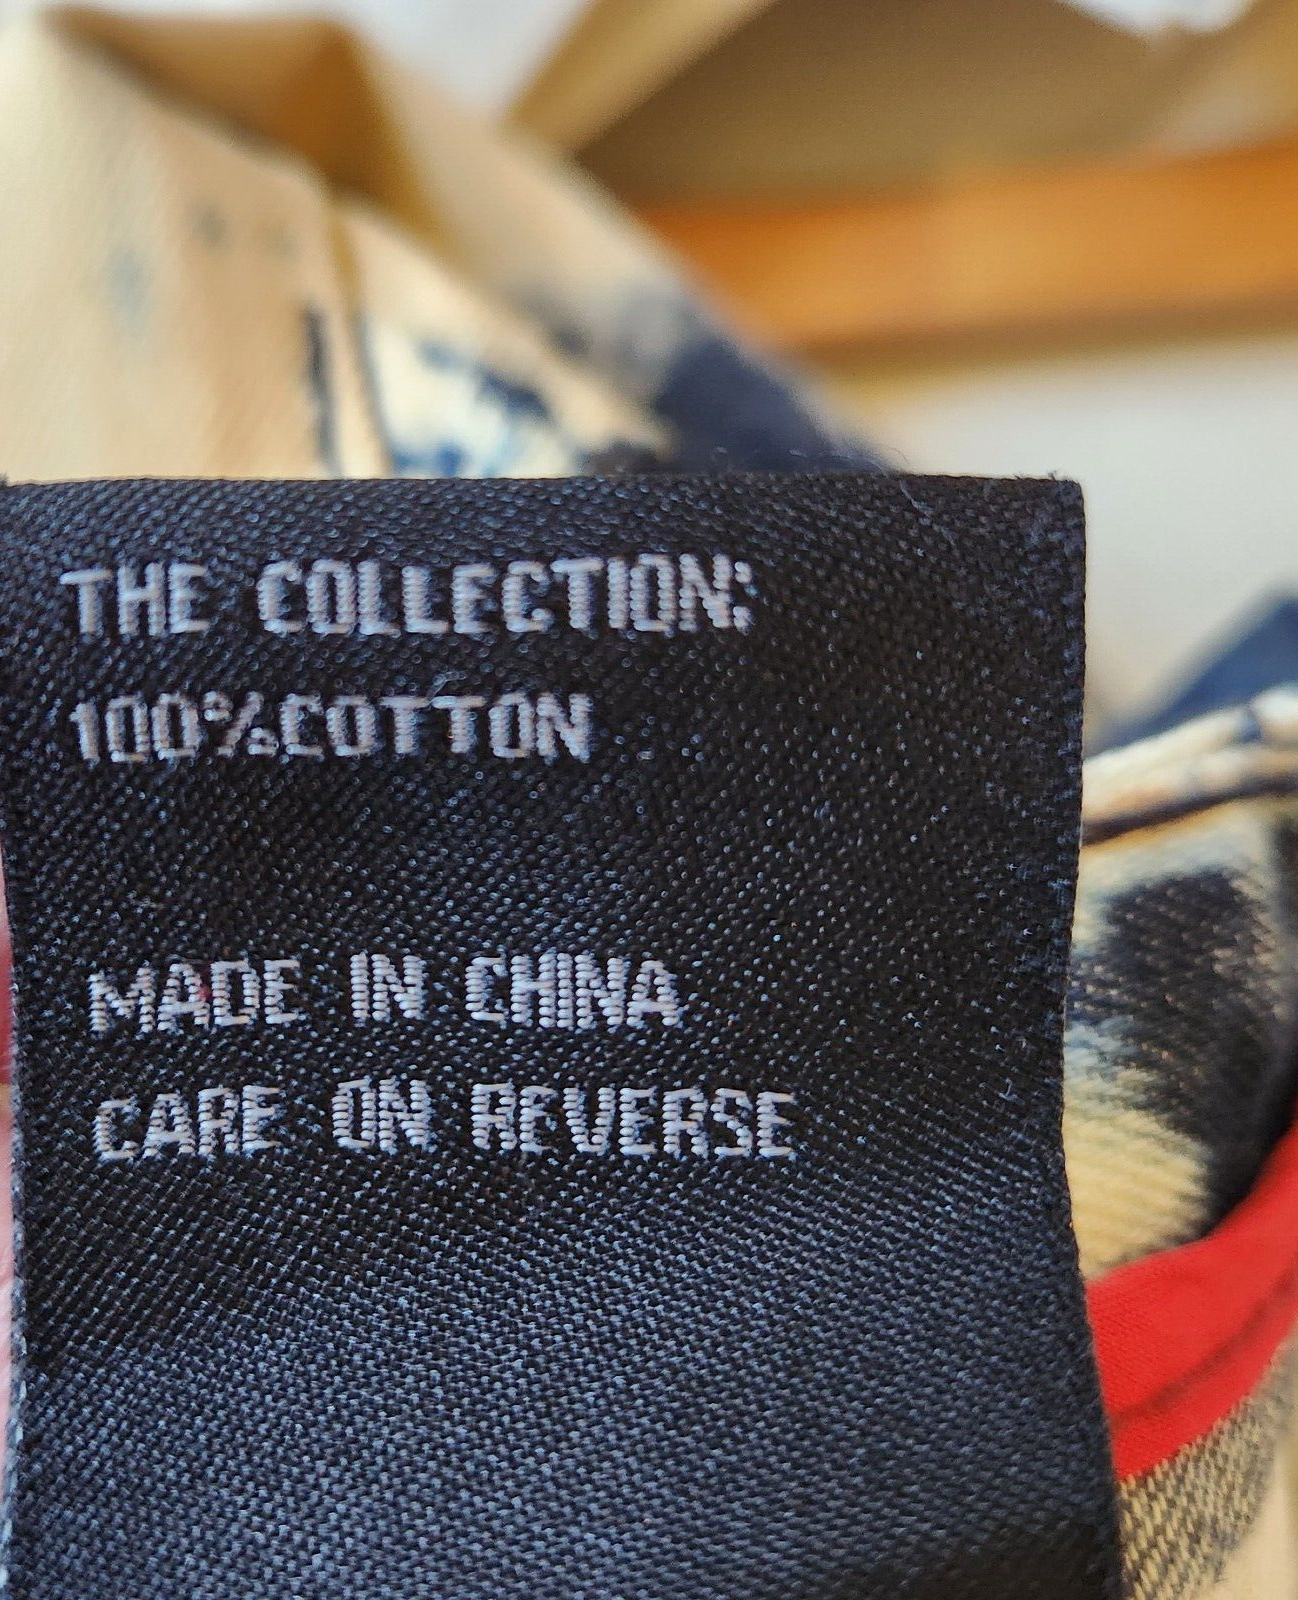 THE COLLECTION:
100%COTTON
MADE IN CHINA
CARE ON REVERSE